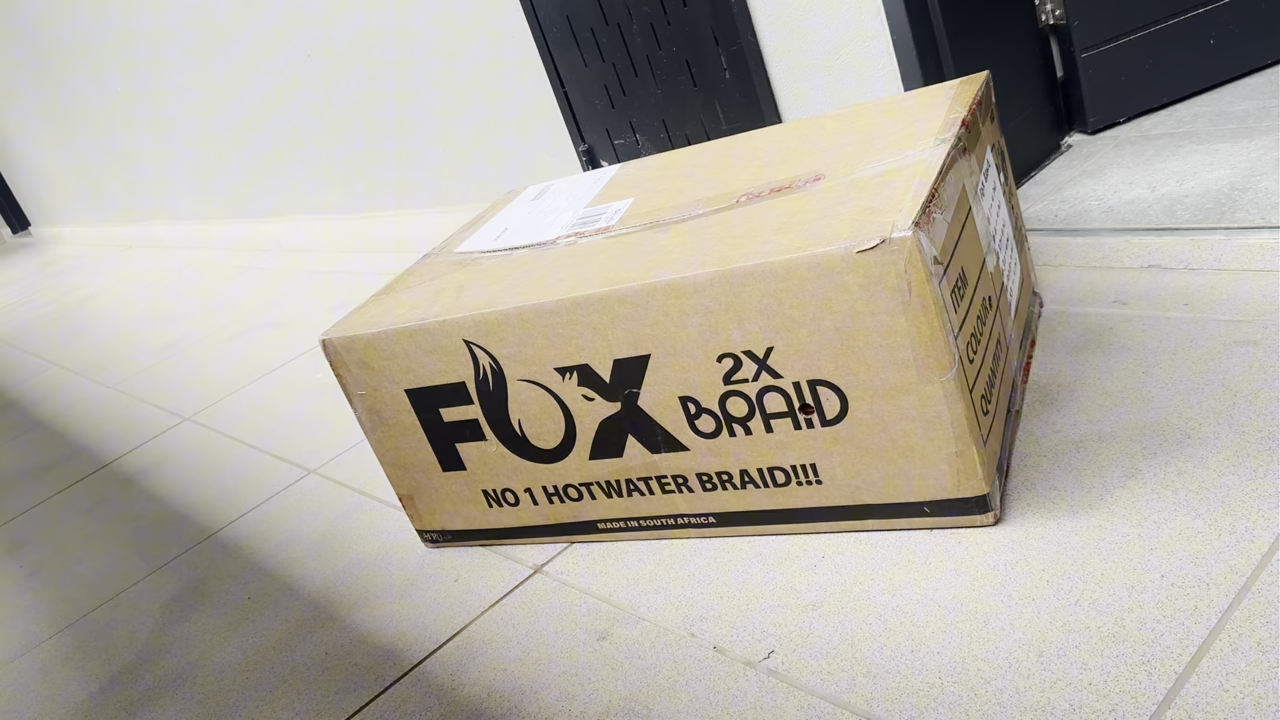 FOX
2X
BRAID
NO 1 HOTWATER BRAID!!!
MADE IN SOUTH AFRICA
ITEM
COLOUR
QUANTITY